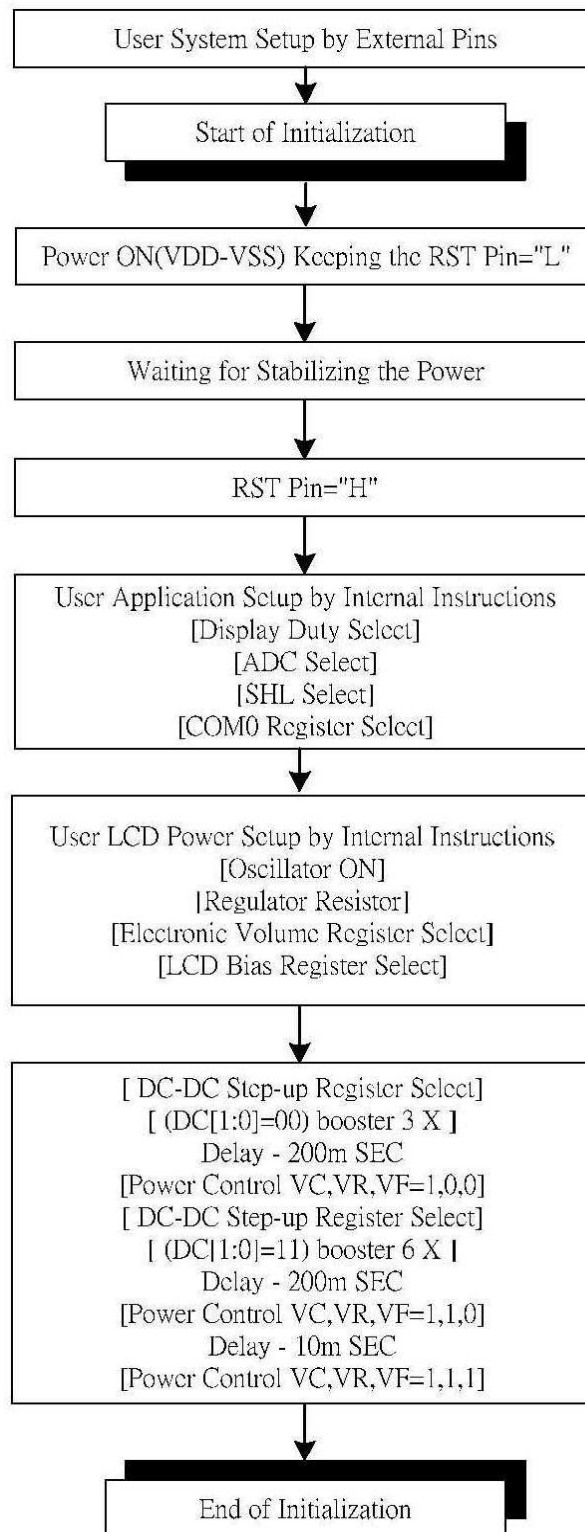 User System Setup by External Pins
Start of Initialization
Power ON(VDD-VSS) Keeping the RST Pin="L"
Waiting for Stabilizing the Power
RST Pin="H"
User Application Setup by Internal Instructions
[Display Duty Select]
[ADC Select]
[SHL Select]
[COM0 Register Select]
User LCD Power Setup by Internal Instructions
[Oscillator ON]
[Regulator Resistor]
[Electronic Volume Register Select]
[LCD Bias Register Select]
[ DC-DC Step-up Register Select]
[ (DC[1:0]=00) booster 3 X ]
Delay - 200m SEC
[Power Control VC,VR,VF=1,0,0]
[ DC-DC Step-up Register Select]
[ (DC[1:0]=11) booster 6 X ]
Delay - 200m SEC
[Power Control VC,VR,VF=1,1,0]
Delay - 10m SEC
[Power Control VC,VR,VF=1,1,1]
End of Initialization